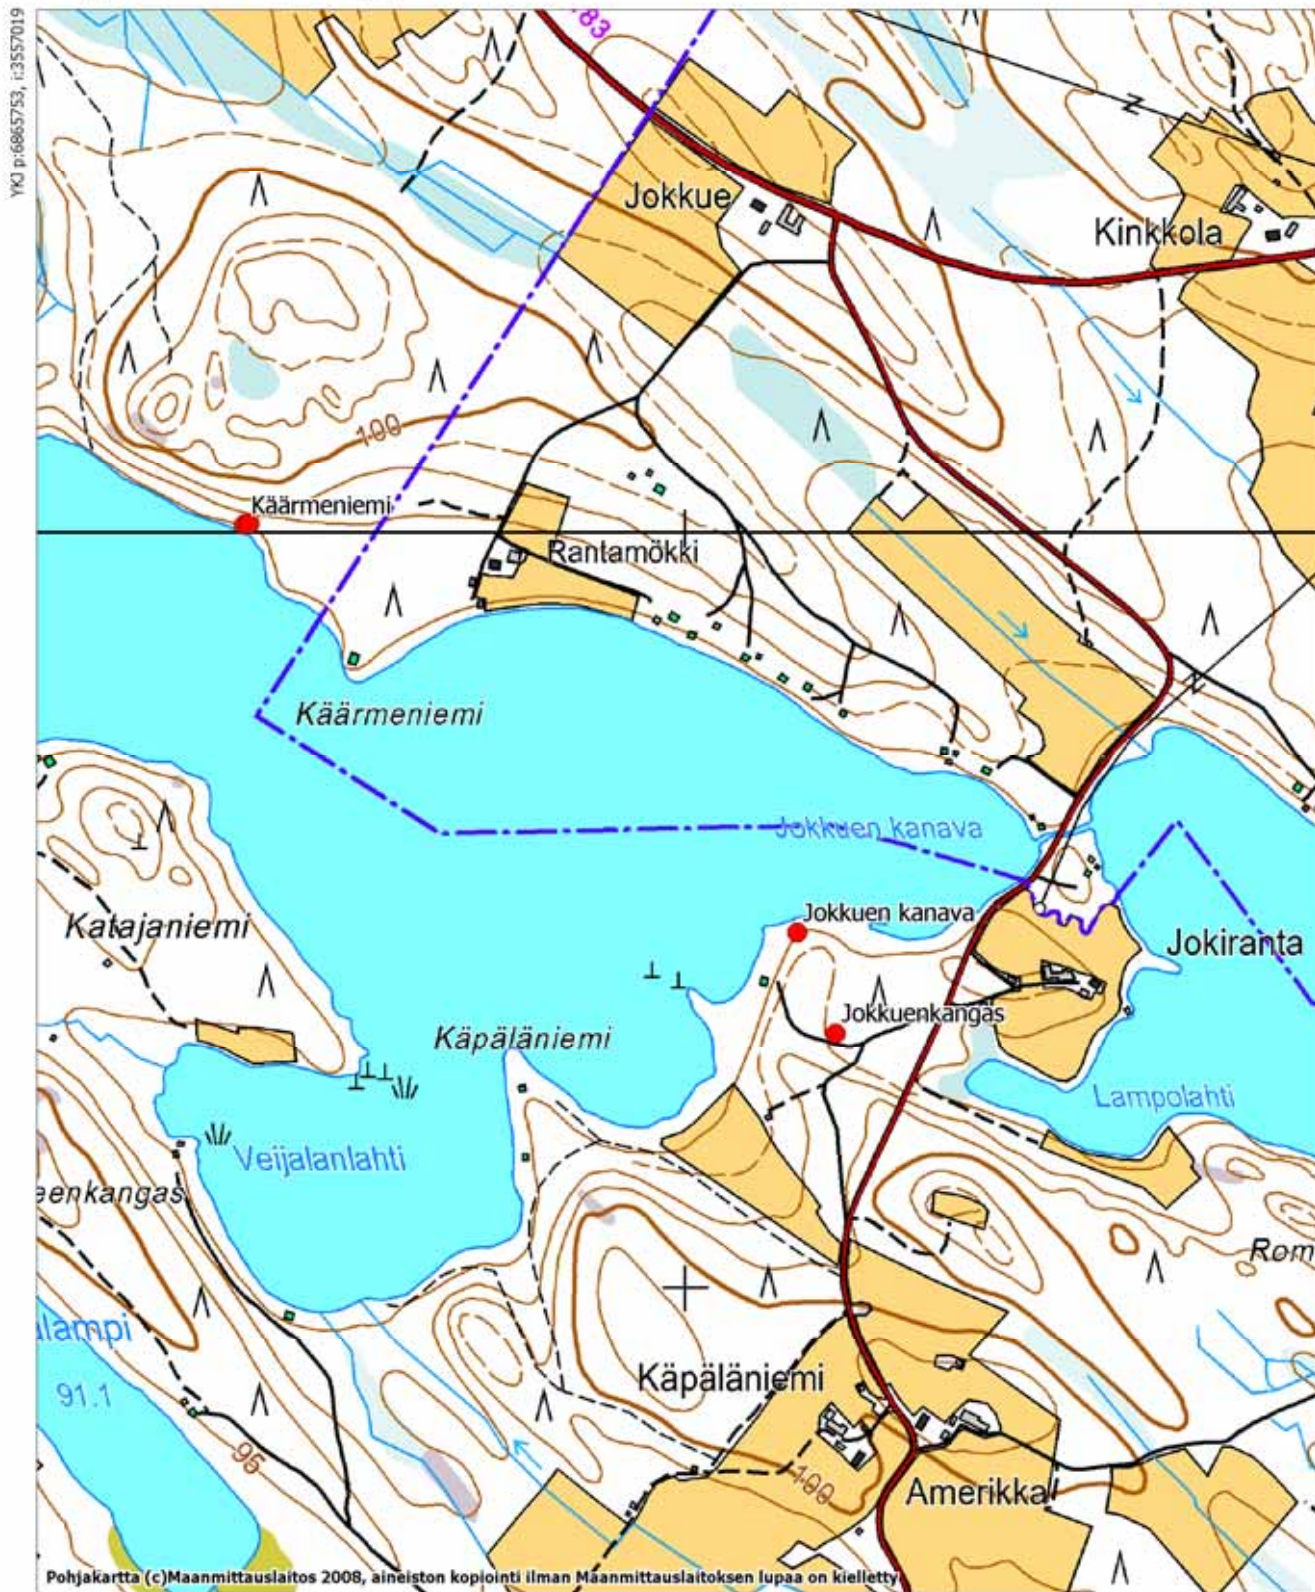 YKJ p:6865753, i:3557019
783
Jokkue
Kinkkola
100
Käärmeniemi
Rantamökki
Käärmeniemi
Jokkuen kanava
Katajaniemi
Jokkuen kanava
Jokiranta
Jokkuenkangas
Käpäläniemi
Lampolahti
Veijalanlahti
eenkangas
Rom
lampi
91.1
Käpäläniemi
95
100
Amerikka
Pohjakartta (c)Maanmittauslaitos 2008, aineiston kopiointi ilman Maanmittauslaitoksen lupaa on kielletty